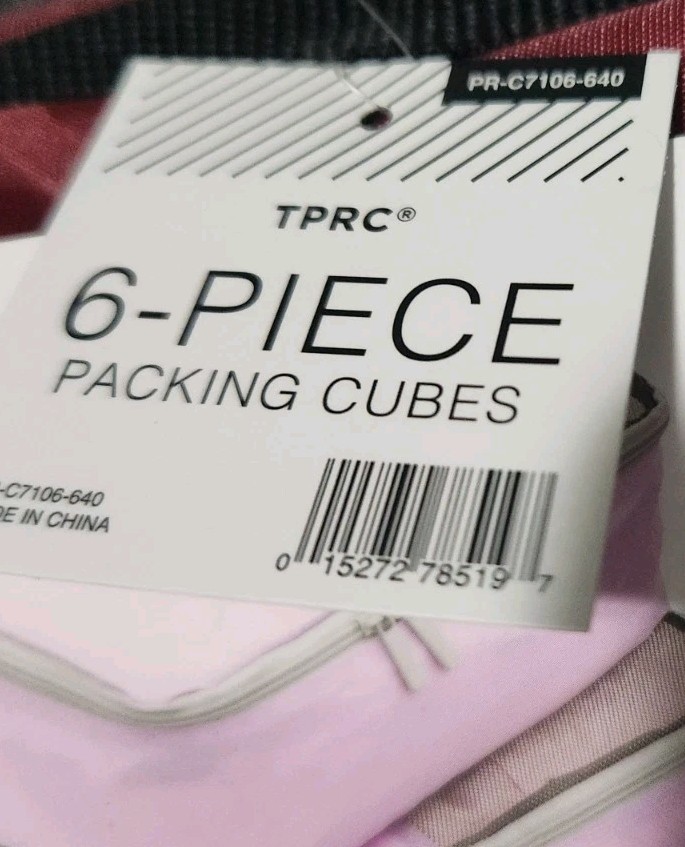 PR-C7106-640
TPRC®
6-PIECE
PACKING CUBES
-C7106-640
DE IN CHINA
0 15272 78519 7